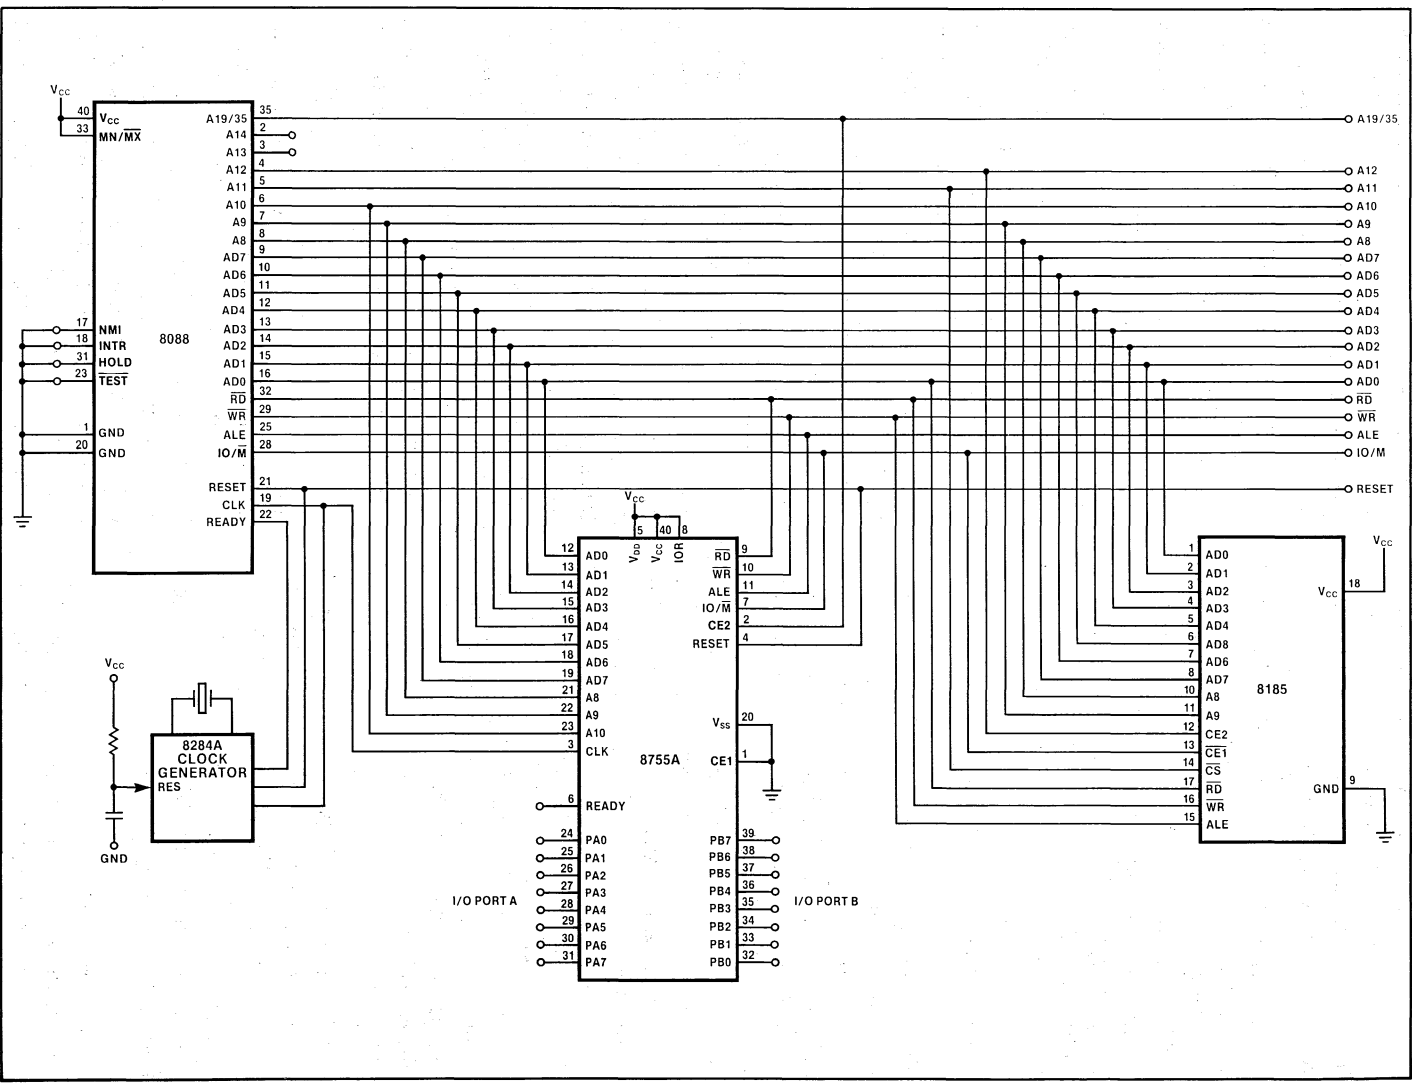 VCC
40 VCC
33 MN/MX
A19/35 35
A14 2
A13 3
A12 4
A11 5
A10 6
A9 7
A8 8
AD7 9
AD6 10
AD5 11
AD4 12
AD3 13
AD2 14
AD1 15
AD0 16
RD 32
WR 29
ALE 25
IO/M 28
RESET 21
CLK 19
READY 22
17 NMI
18 INTR
31 HOLD
23 TEST
1 GND
20 GND
8088
A19/35
A12
A11
A10
A9
A8
AD7
AD6
AD5
AD4
AD3
AD2
AD1
AD0
RD
WR
ALE
IO/M
RESET
VCC
8284A
CLOCK
GENERATOR
RES
GND
VCC
5 40 8
VDD VCC IOR
12 AD0
13 AD1
14 AD2
15 AD3
16 AD4
17 AD5
18 AD6
19 AD7
21 A8
22 A9
23 A10
3 CLK
6 READY
24 PA0
25 PA1
26 PA2
27 PA3
28 PA4
29 PA5
30 PA6
31 PA7
I/O PORT A
8755A
RD 9
WR 10
ALE 11
IO/M 7
CE2 2
RESET 4
VSS 20
CE1 1
PB7 39
PB6 38
PB5 37
PB4 36
PB3 35
PB2 34
PB1 33
PB0 32
I/O PORT B
1 AD0
2 AD1
3 AD2
4 AD3
5 AD4
6 AD8
7 AD6
8 AD7
10 A8
11 A9
12 CE2
13 CE1
14 CS
17 RD
16 WR
15 ALE
8185
VCC 18
VCC
GND 9